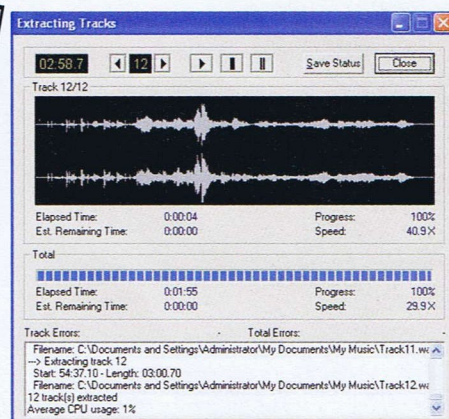 Extracting Tracks
02:58.7
12
Save Status
Close
Track 12/12
Elapsed Time: 0:00:04 Progress: 100%
Est. Remaining Time: 0:00:00 Speed: 40.9×
Total
Elapsed Time: 0:01:55 Progress: 100%
Est. Remaining Time: 0:00:00 Speed: 29.9×
Track Errors: - Total Errors: -
Filename: C:\Documents and Settings\Administrator\My Documents\My Music\Track11.wa
--> Extracting track 12
Start: 54:37.10 - Length: 03:00.70
Filename: C:\Documents and Settings\Administrator\My Documents\My Music\Track12.wa
12 track(s) extracted
Average CPU usage: 1%